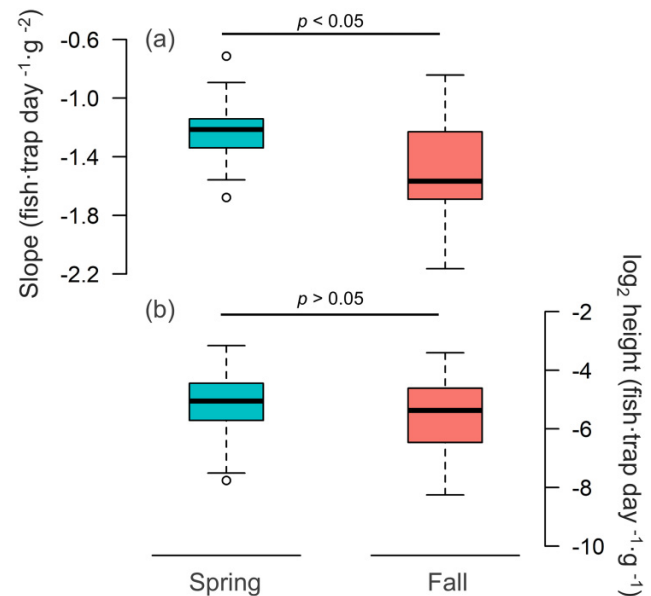 (a)
p < 0.05
-0.6
-1.0
-1.4
-1.8
-2.2
Slope (fish·trap day ⁻¹·g ⁻²)
(b)
p > 0.05
-2
-4
-6
-8
-10
log₂ height (fish·trap day ⁻¹·g ⁻¹)
Spring
Fall